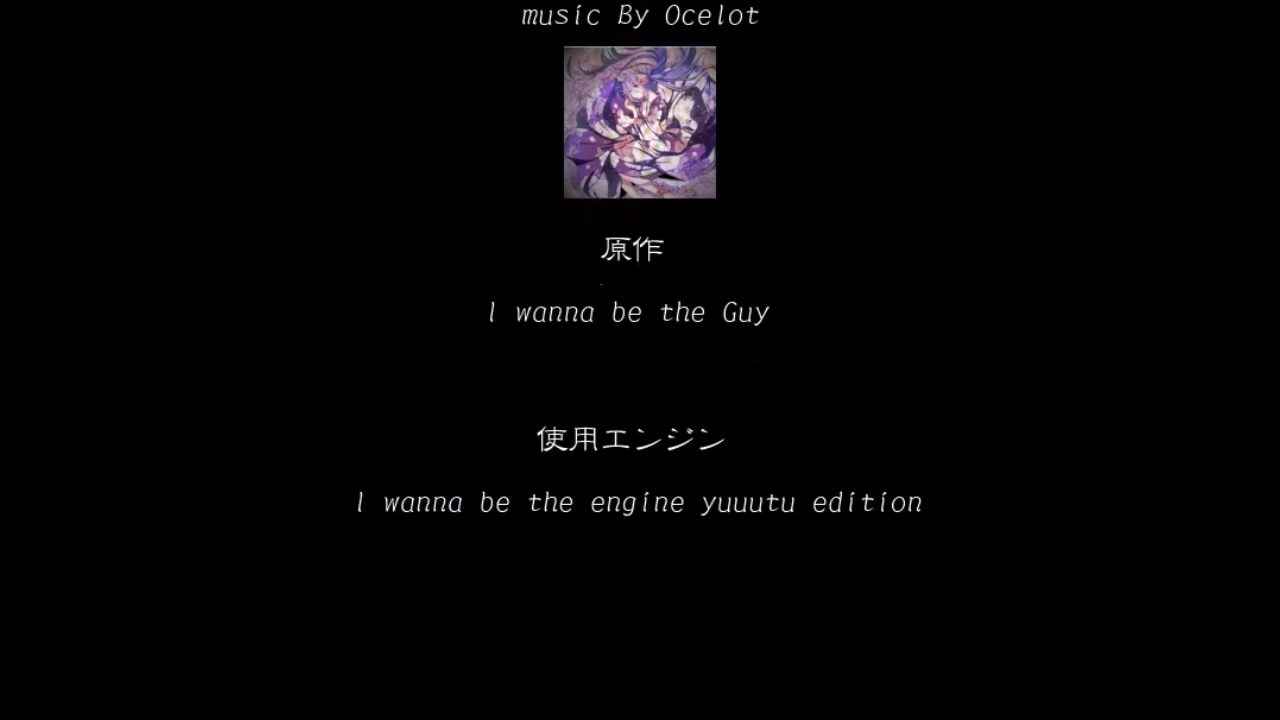 music By Ocelot
原作
I wanna be the Guy
使用エンジン
I wanna be the engine yuuutu edition